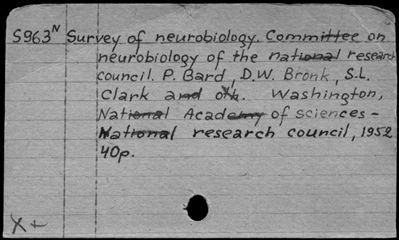 S963ᴺ Survey of neurobiology. Committee on
neurobiology of the national research
council. P. Bard, D.W. Bronk, S.L.
Clark and oth. Washington,
National Academy of sciences -
National research council, 1952
40p.
X+